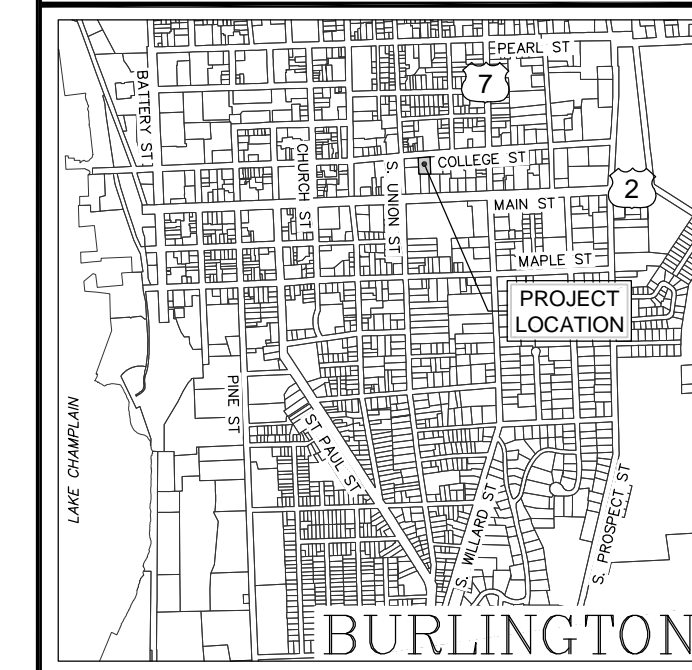 PEARL ST
7
BATTERY ST
CHURCH ST
S. UNION ST
COLLEGE ST
2
MAIN ST
MAPLE ST
PROJECT
LOCATION
PINE ST
ST PAUL ST
LAKE CHAMPLAIN
S. WILLARD ST
S. PROSPECT ST
BURLINGTON